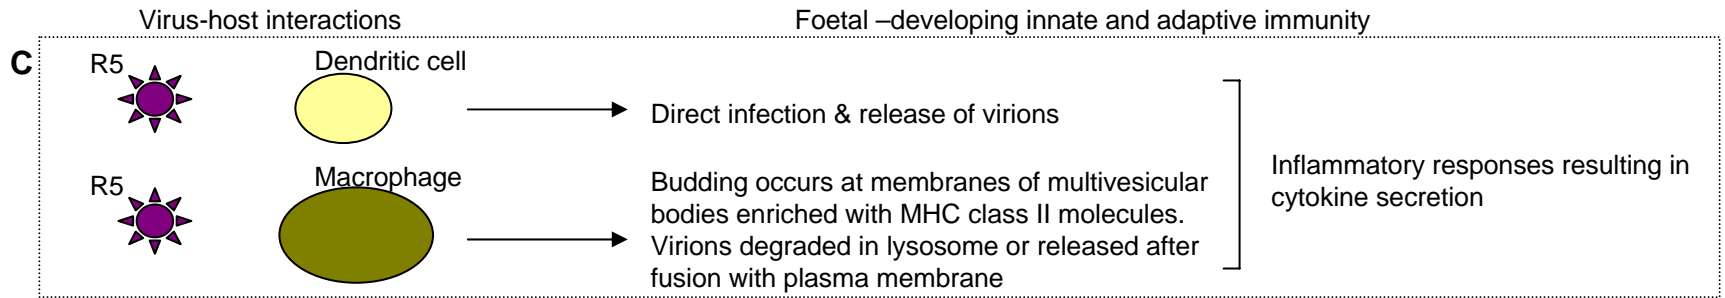 Virus-host interactions
Foetal –developing innate and adaptive immunity
C
R5
Dendritic cell
Direct infection & release of virions
R5
Macrophage
Budding occurs at membranes of multivesicular
bodies enriched with MHC class II molecules.
Virions degraded in lysosome or released after
fusion with plasma membrane
Inflammatory responses resulting in
cytokine secretion